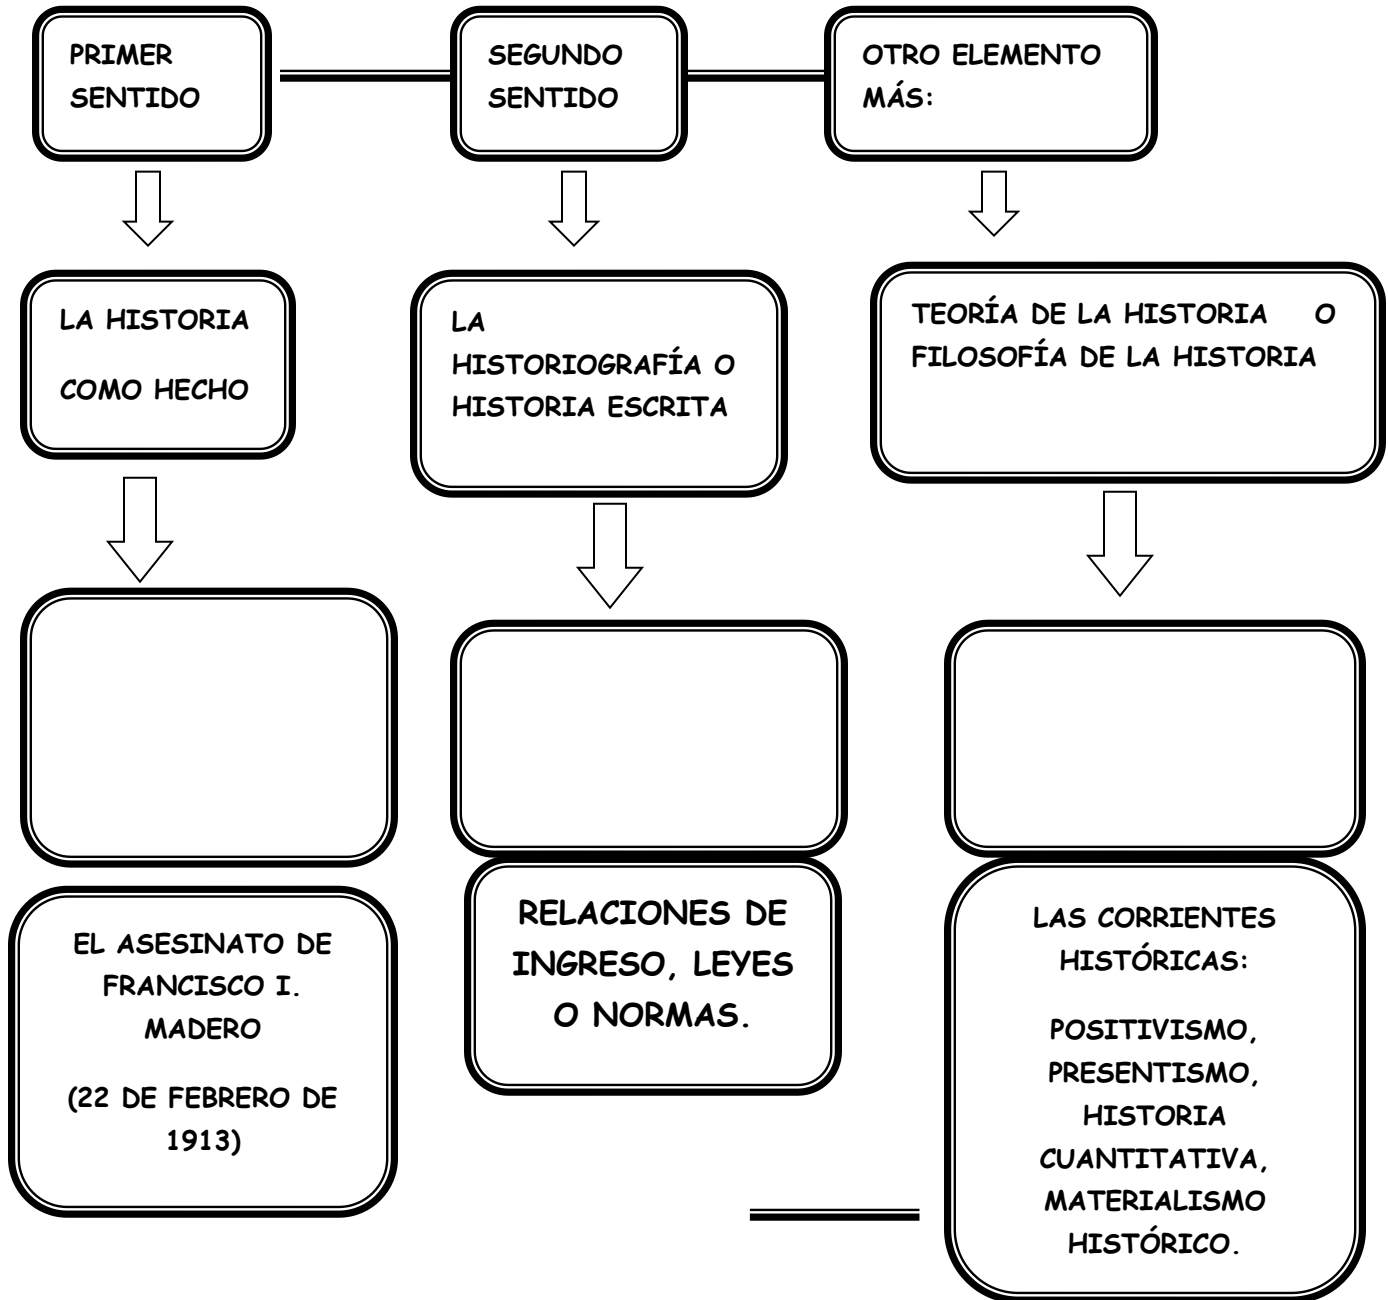 PRIMER
SENTIDO
SEGUNDO
SENTIDO
OTRO ELEMENTO
MÁS:
LA HISTORIA
COMO HECHO
LA
HISTORIOGRAFÍA O
HISTORIA ESCRITA
TEORÍA DE LA HISTORIA O
FILOSOFÍA DE LA HISTORIA
EL ASESINATO DE
FRANCISCO I.
MADERO
(22 DE FEBRERO DE
1913)
RELACIONES DE
INGRESO, LEYES
O NORMAS.
LAS CORRIENTES
HISTÓRICAS:
POSITIVISMO,
PRESENTISMO,
HISTORIA
CUANTITATIVA,
MATERIALISMO
HISTÓRICO.